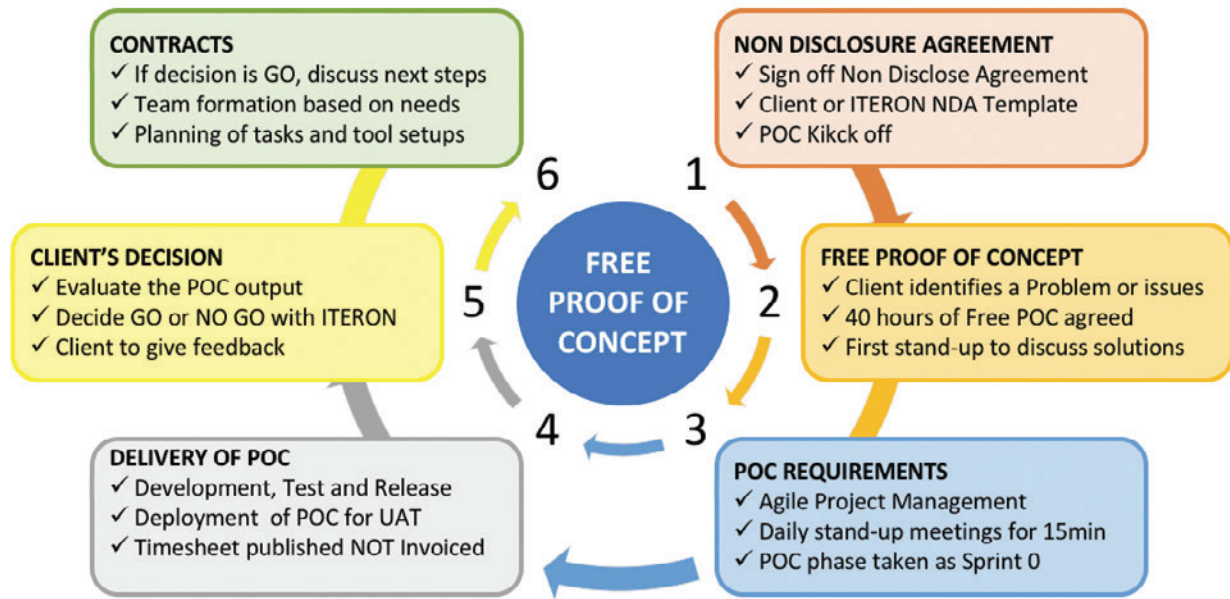 CONTRACTS
✓ If decision is GO, discuss next steps
✓ Team formation based on needs
✓ Planning of tasks and tool setups
NON DISCLOSURE AGREEMENT
✓ Sign off Non Disclose Agreement
✓ Client or ITERON NDA Template
✓ POC Kikck off
6
1
CLIENT'S DECISION
✓ Evaluate the POC output
✓ Decide GO or NO GO with ITERON
✓ Client to give feedback
5
FREE
PROOF OF
CONCEPT
2
FREE PROOF OF CONCEPT
✓ Client identifies a Problem or issues
✓ 40 hours of Free POC agreed
✓ First stand-up to discuss solutions
4
3
DELIVERY OF POC
✓ Development, Test and Release
✓ Deployment of POC for UAT
✓ Timesheet published NOT Invoiced
POC REQUIREMENTS
✓ Agile Project Management
✓ Daily stand-up meetings for 15min
✓ POC phase taken as Sprint 0